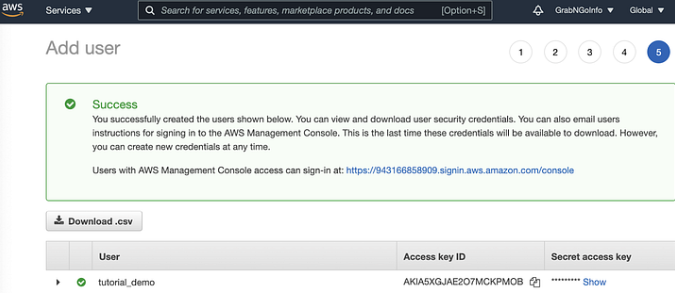 aws
Services
Search for services, features, marketplace products, and docs [Option+S]
GrabNGoInfo
Global
Add user
1 2 3 4 5
Success
You successfully created the users shown below. You can view and download user security credentials. You can also email users
instructions for signing in to the AWS Management Console. This is the last time these credentials will be available to download. However,
you can create new credentials at any time.
Users with AWS Management Console access can sign-in at: https://943166858909.signin.aws.amazon.com/console
Download .csv
User Access key ID Secret access key
tutorial_demo AKIA5XGJAE2O7MCKPMOB ********* Show